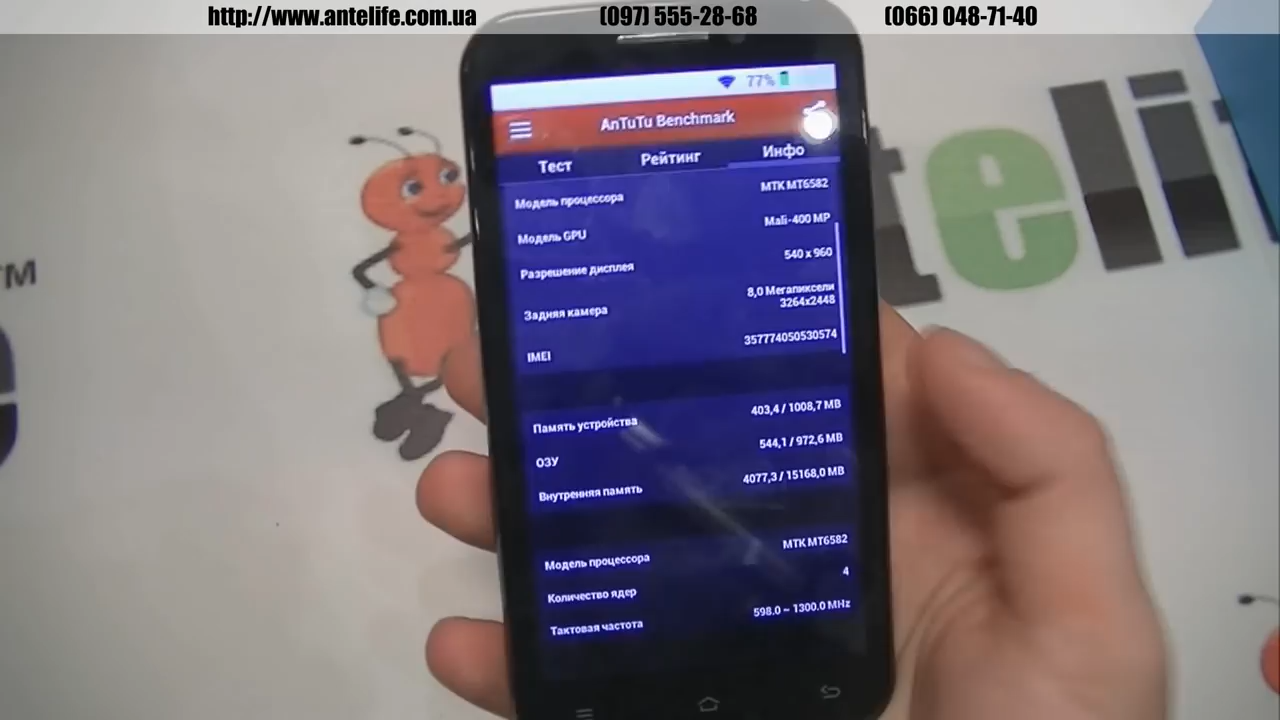 http://www.antelife.com.ua (097) 555-28-68 (066) 048-71-40
TM
77%
AnTuTu Benchmark
Тест Рейтинг Инфо
Модель процессора MTK MT6582
Модель GPU Mali-400 MP
Разрешение дисплея 540 x 960
Задняя камера 8,0 Мегапиксели
3264x2448
IMEI 357774050530574
Память устройства 403,4 / 1008,7 MB
ОЗУ 544,1 / 972,6 MB
Внутренняя память 4077,3 / 15168,0 MB
Модель процессора MTK MT6582
Количество ядер 4
Тактовая частота 598.0 ~ 1300.0 MHz